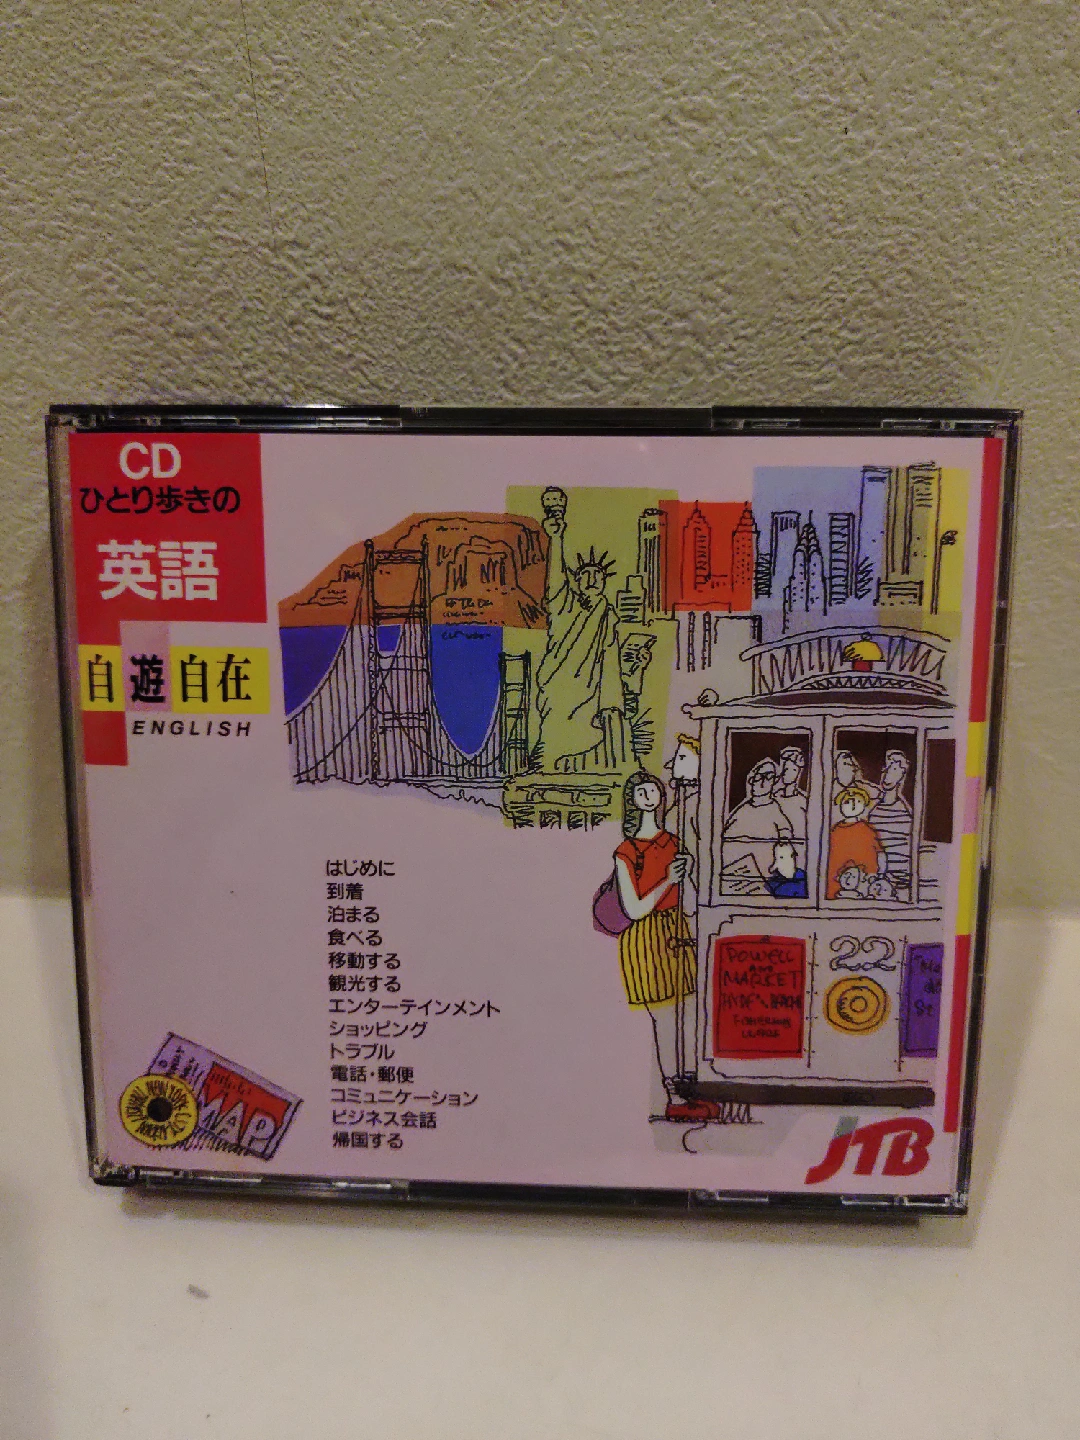 CD
ひとり歩きの
英語
自遊自在
ENGLISH
はじめに
到着
泊まる
食べる
移動する
観光する
エンターテインメント
ショッピング
トラブル
電話・郵便
コミュニケーション
ビジネス会話
帰国する
POWELL
AND
MARKET
22
MAP
JTB